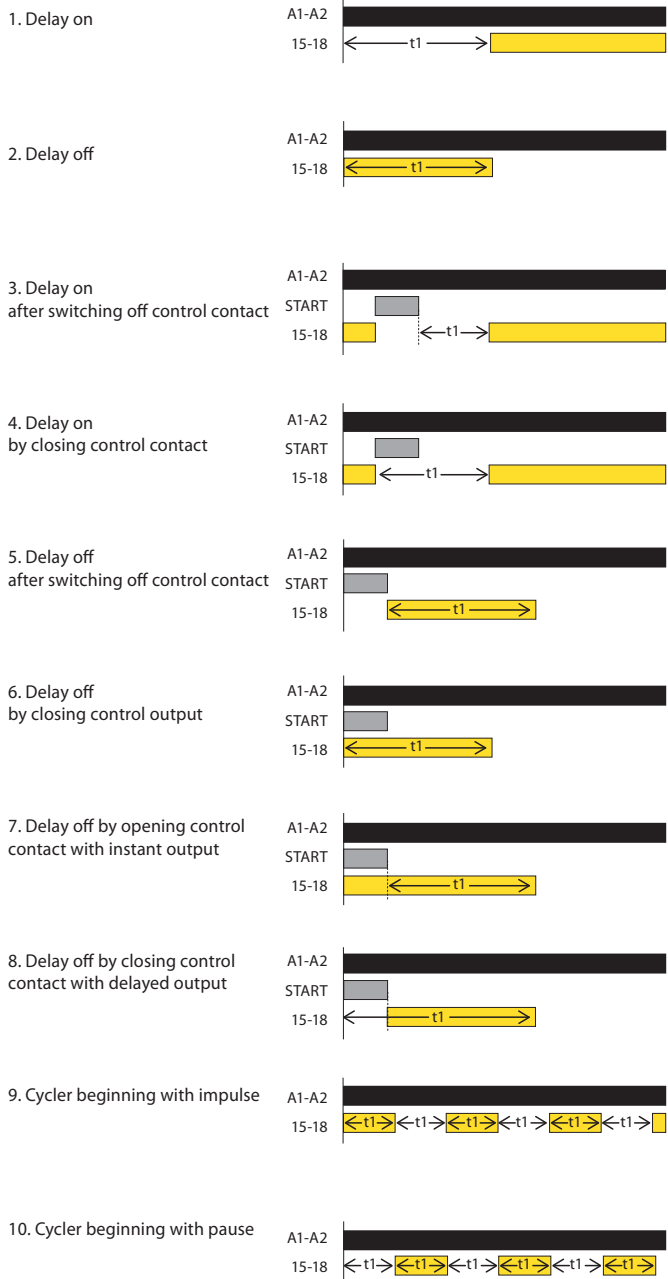 1. Delay on
A1-A2
15-18
t1
2. Delay off
A1-A2
15-18
t1
3. Delay on
after switching off control contact
A1-A2
START
15-18
t1
4. Delay on
by closing control contact
A1-A2
START
15-18
t1
5. Delay off
after switching off control contact
A1-A2
START
15-18
t1
6. Delay off
by closing control output
A1-A2
START
15-18
t1
7. Delay off by opening control
contact with instant output
A1-A2
START
15-18
t1
8. Delay off by closing control
contact with delayed output
A1-A2
START
15-18
t1
9. Cycler beginning with impulse
A1-A2
15-18
t1 t1 t1 t1 t1 t1
10. Cycler beginning with pause
A1-A2
15-18
t1 t1 t1 t1 t1 t1